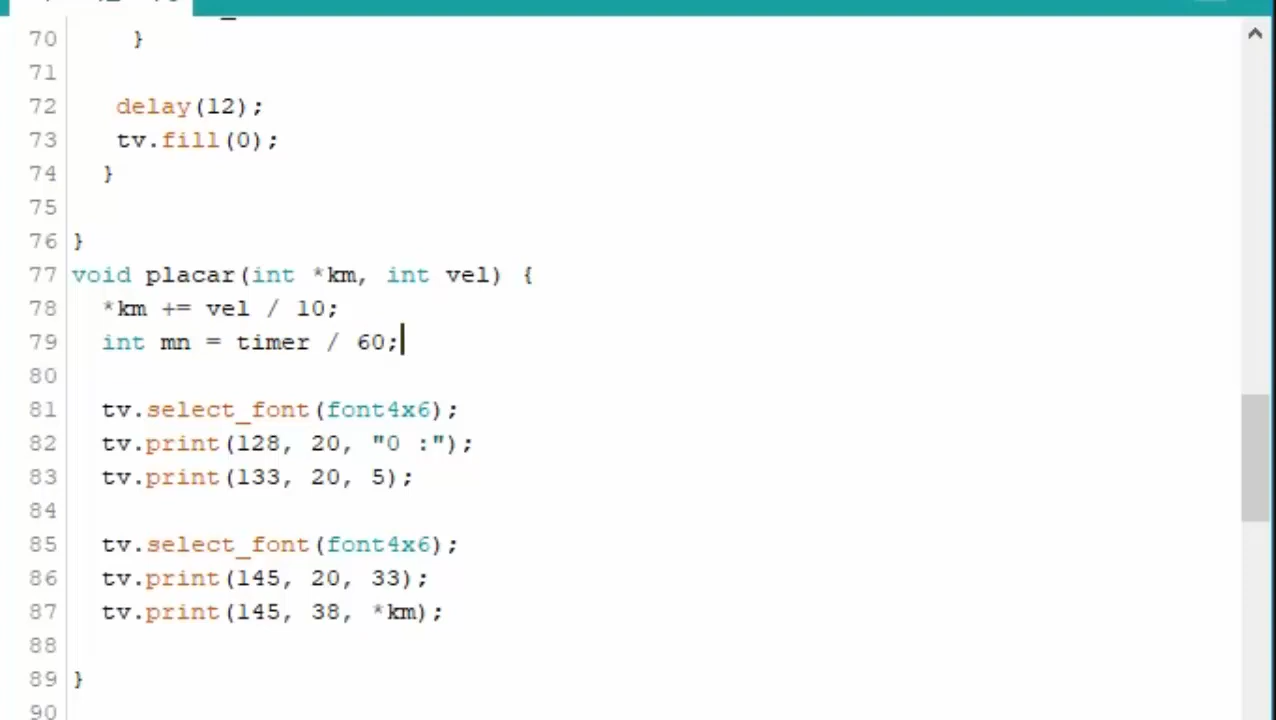 70 }
71
72 delay(12);
73 tv.fill(0);
74 }
75
76 }
77 void placar(int *km, int vel) {
78 *km += vel / 10;
79 int mn = timer / 60;
80
81 tv.select_font(font4x6);
82 tv.print(128, 20, "0 :");
83 tv.print(133, 20, 5);
84
85 tv.select_font(font4x6);
86 tv.print(145, 20, 33);
87 tv.print(145, 38, *km);
88
89 }
90